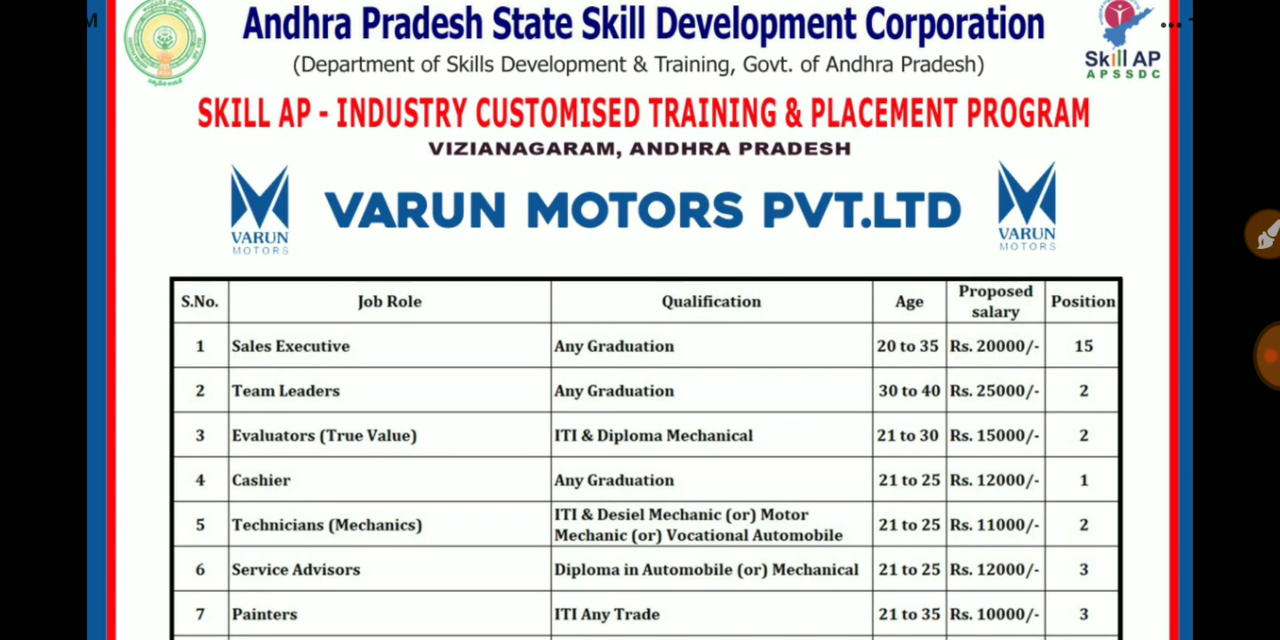 M
Andhra Pradesh State Skill Development Corporation
(Department of Skills Development & Training, Govt. of Andhra Pradesh)
Skill AP
APSSDC
SKILL AP - INDUSTRY CUSTOMISED TRAINING & PLACEMENT PROGRAM
VIZIANAGARAM, ANDHRA PRADESH
VARUN MOTORS
VARUN MOTORS PVT.LTD
VARUN MOTORS
S.No. Job Role Qualification Age Proposed salary Position
1 Sales Executive Any Graduation 20 to 35 Rs. 20000/- 15
2 Team Leaders Any Graduation 30 to 40 Rs. 25000/- 2
3 Evaluators (True Value) ITI & Diploma Mechanical 21 to 30 Rs. 15000/- 2
4 Cashier Any Graduation 21 to 25 Rs. 12000/- 1
5 Technicians (Mechanics) ITI & Desiel Mechanic (or) Motor Mechanic (or) Vocational Automobile 21 to 25 Rs. 11000/- 2
6 Service Advisors Diploma in Automobile (or) Mechanical 21 to 25 Rs. 12000/- 3
7 Painters ITI Any Trade 21 to 35 Rs. 10000/- 3